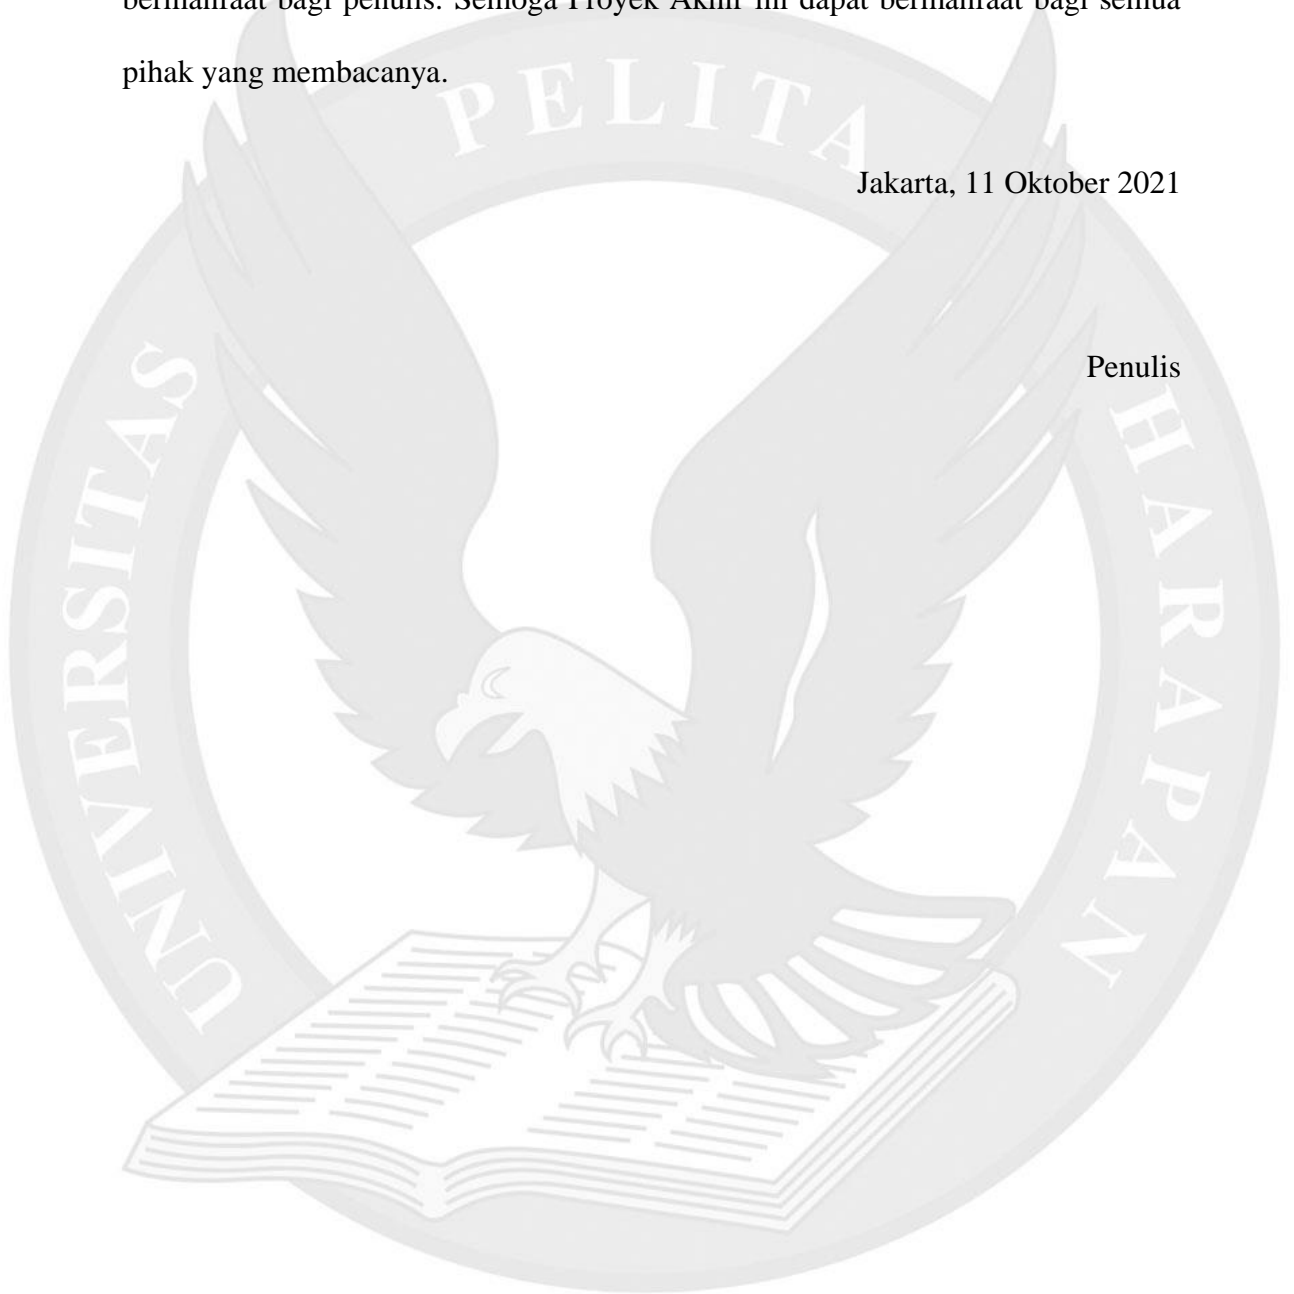 bermanfaat bagi penulis. Semoga Proyek Akhir ini dapat bermanfaat bagi semua
pihak yang membacanya.
PELITA
Jakarta, 11 Oktober 2021
Penulis
UNIVERSITAS
HARAPAN